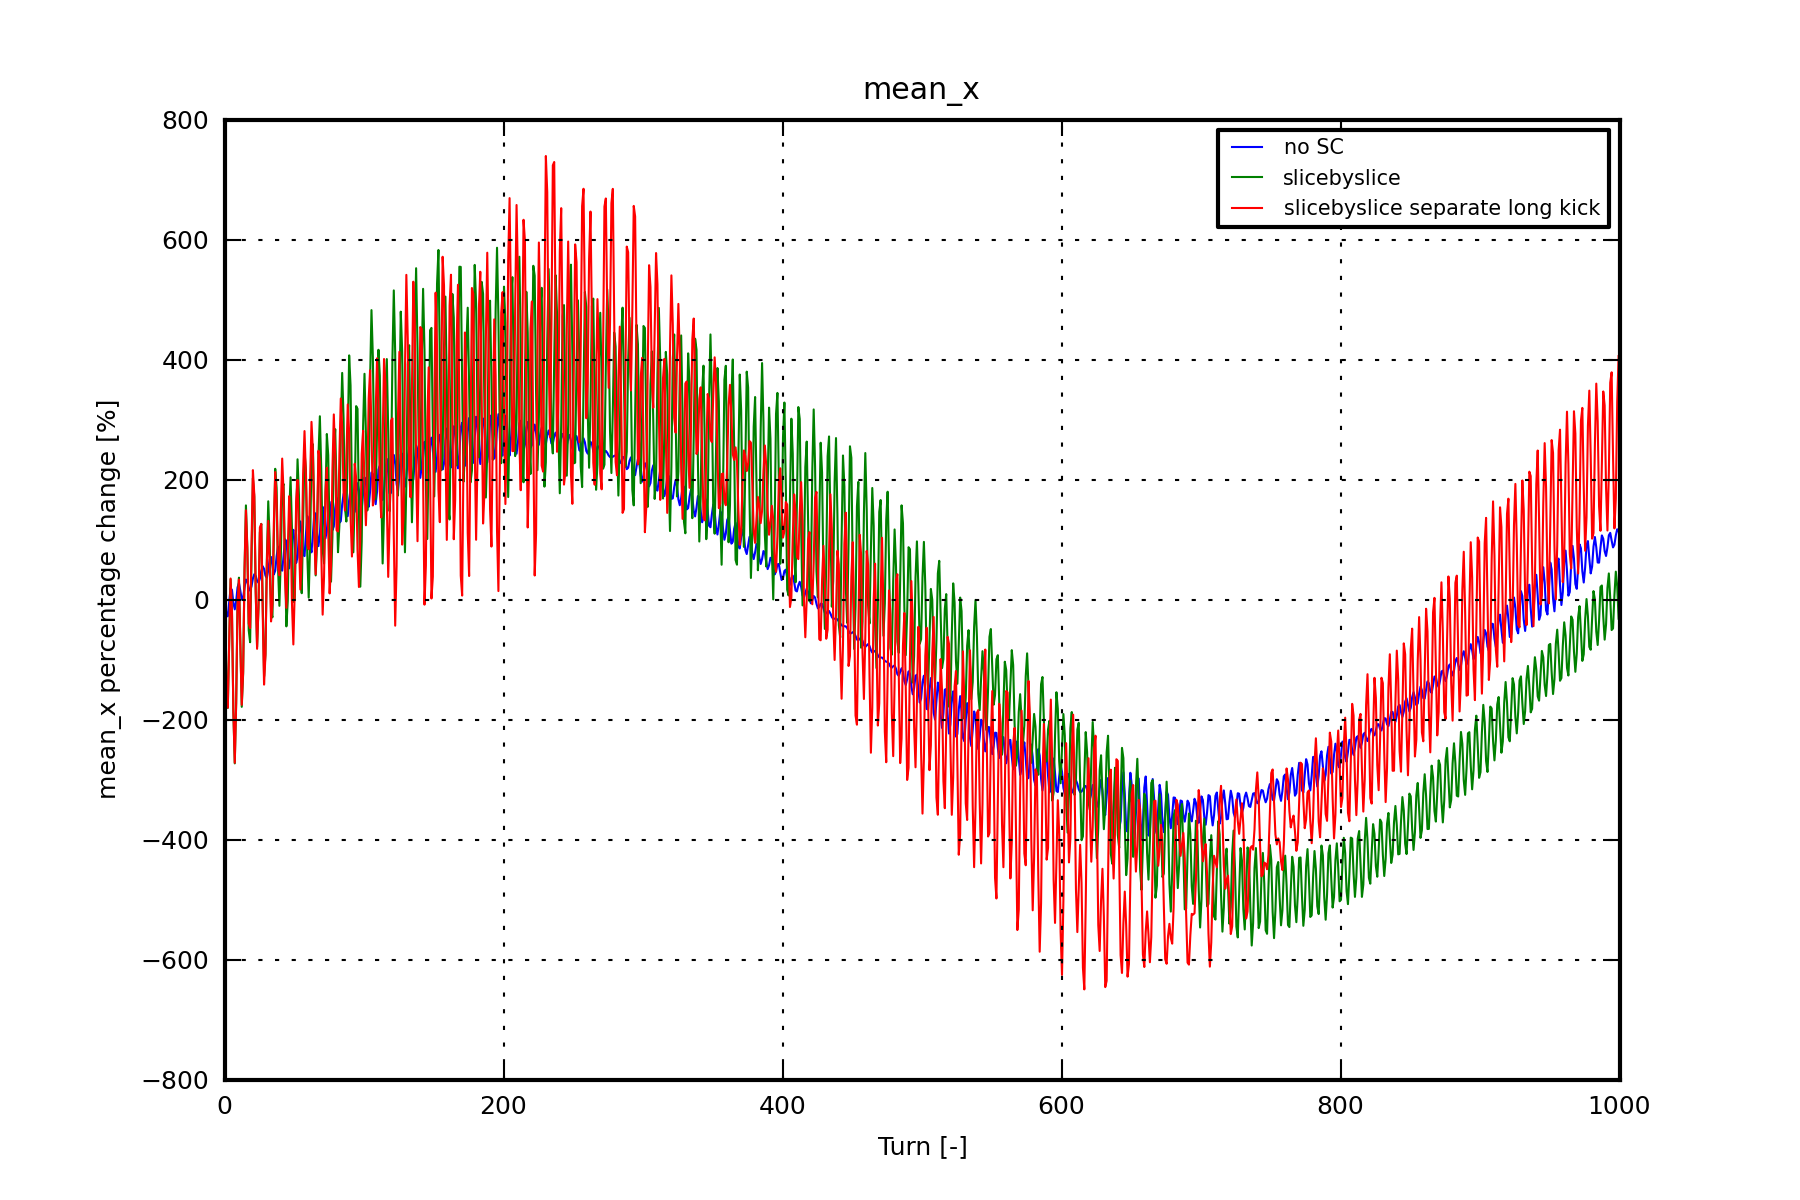 mean_x
no SC
slicebyslice
slicebyslice separate long kick
mean_x percentage change [%]
800
600
400
200
0
−200
−400
−600
−800
0 200 400 600 800 1000
Turn [-]